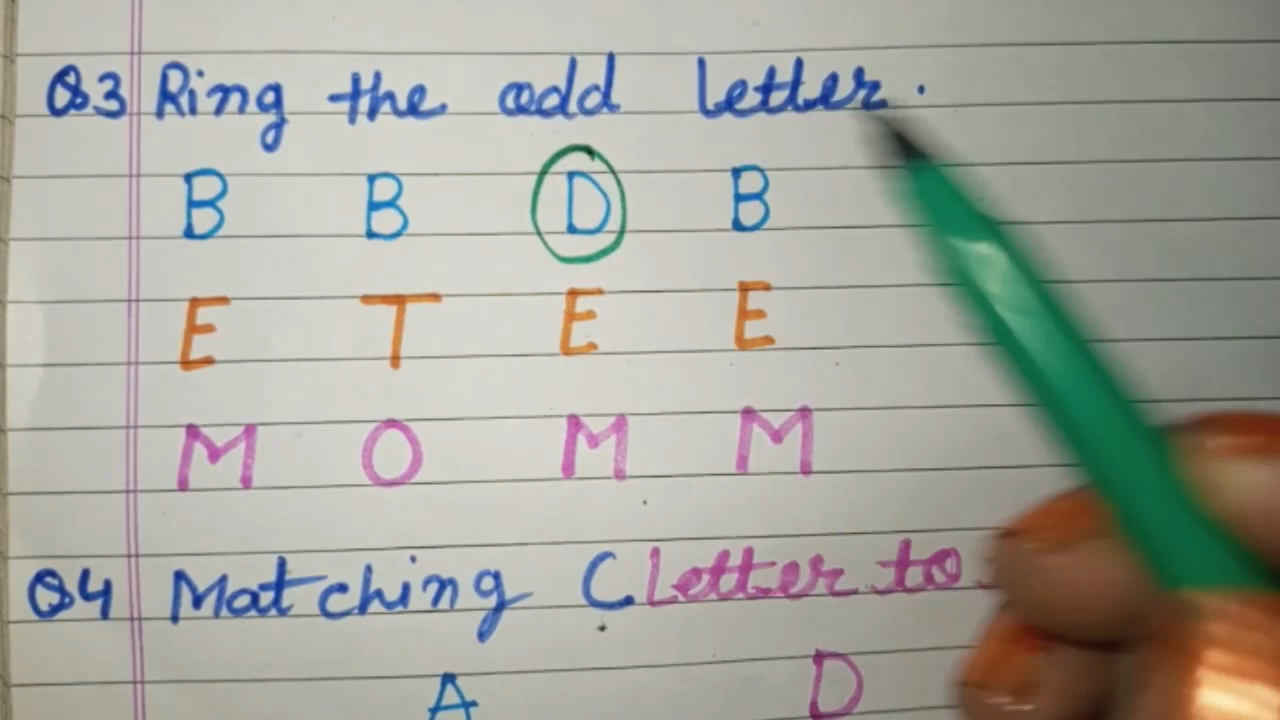 Q3 Ring the odd letter.
B B D B
E T E E
M O M M
Q4 Matching (Letter to
A D